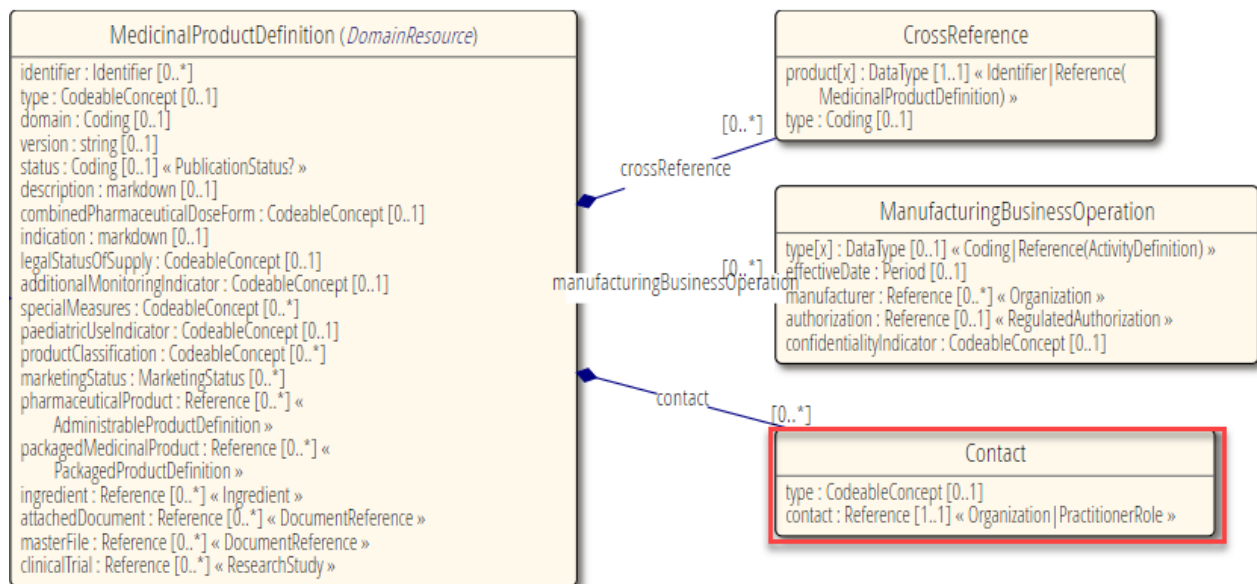 MedicinalProductDefinition (DomainResource)
identifier : Identifier [0..*]
type : CodeableConcept [0..1]
domain : Coding [0..1]
version : string [0..1]
status : Coding [0..1] « PublicationStatus? »
description : markdown [0..1]
combinedPharmaceuticalDoseForm : CodeableConcept [0..1]
indication : markdown [0..1]
legalStatusOfSupply : CodeableConcept [0..1]
additionalMonitoringIndicator : CodeableConcept [0..1]
specialMeasures : CodeableConcept [0..*]
paediatricUseIndicator : CodeableConcept [0..1]
productClassification : CodeableConcept [0..*]
marketingStatus : MarketingStatus [0..*]
pharmaceuticalProduct : Reference [0..*] «
AdministrableProductDefinition »
packagedMedicinalProduct : Reference [0..*] «
PackagedProductDefinition »
ingredient : Reference [0..*] « Ingredient »
attachedDocument : Reference [0..*] « DocumentReference »
masterFile : Reference [0..*] « DocumentReference »
clinicalTrial : Reference [0..*] « ResearchStudy »
[0..*]
crossReference
CrossReference
product[x] : DataType [1..1] « Identifier|Reference(
MedicinalProductDefinition) »
type : Coding [0..1]
[0..*]
manufacturingBusinessOperation
ManufacturingBusinessOperation
type[x] : DataType [0..1] « Coding|Reference(ActivityDefinition) »
effectiveDate : Period [0..1]
manufacturer : Reference [0..*] « Organization »
authorization : Reference [0..1] « RegulatedAuthorization »
confidentialityIndicator : CodeableConcept [0..1]
contact
[0..*]
Contact
type : CodeableConcept [0..1]
contact : Reference [1..1] « Organization|PractitionerRole »